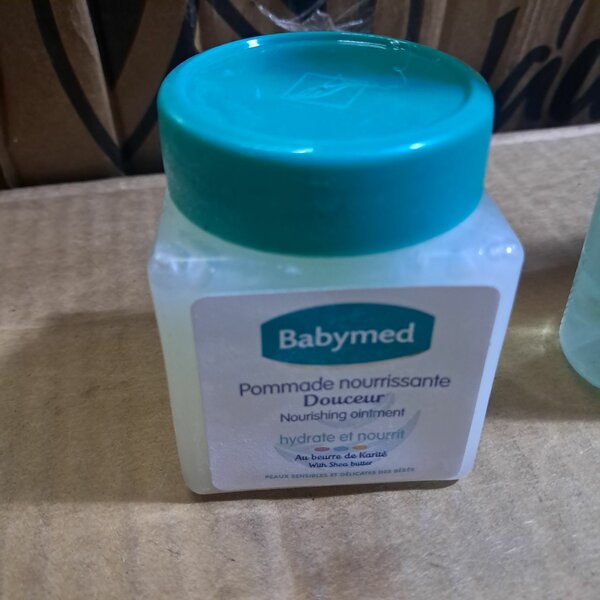 Babymed
Pommade nourrissante
Douceur
Nourishing ointment
hydrate et nourrit
Au beurre de Karité
With Shea butter
PEAUX SENSIBLES ET DÉLICATES DES BÉBÉS